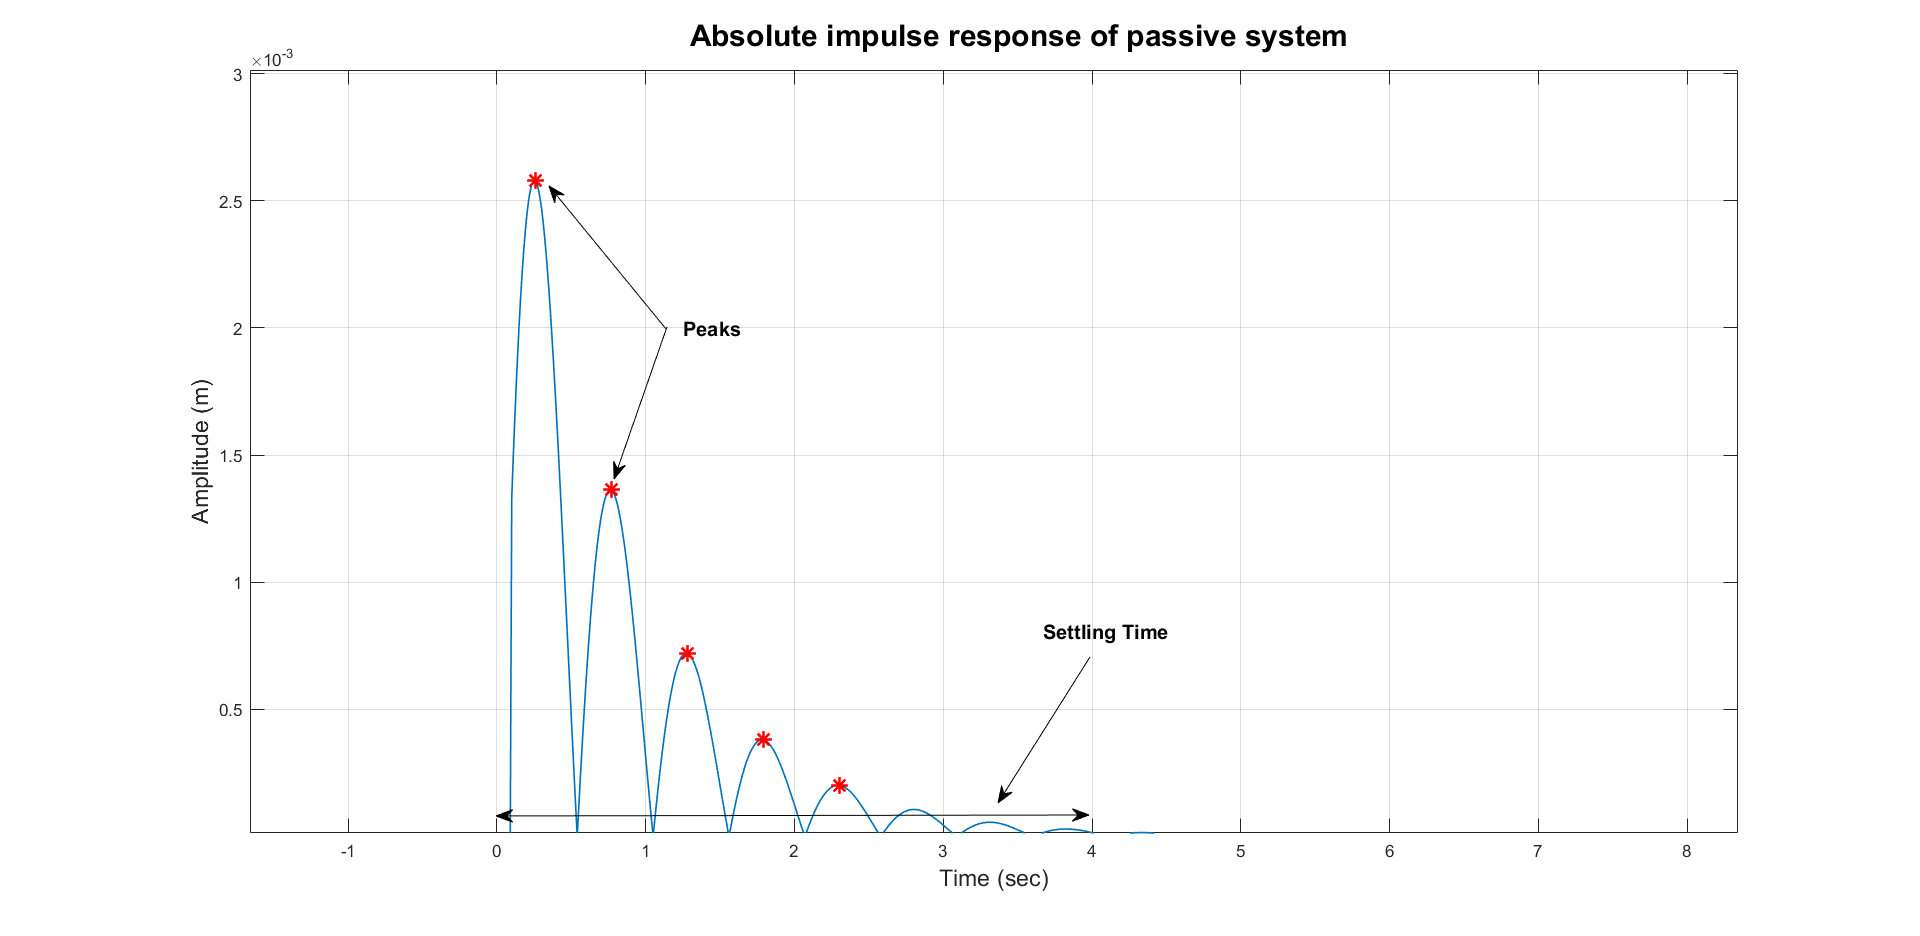 Absolute impulse response of passive system
×10-3
3
2.5
2
1.5
1
0.5
Amplitude (m)
Peaks
Settling Time
-1 0 1 2 3 4 5 6 7 8
Time (sec)